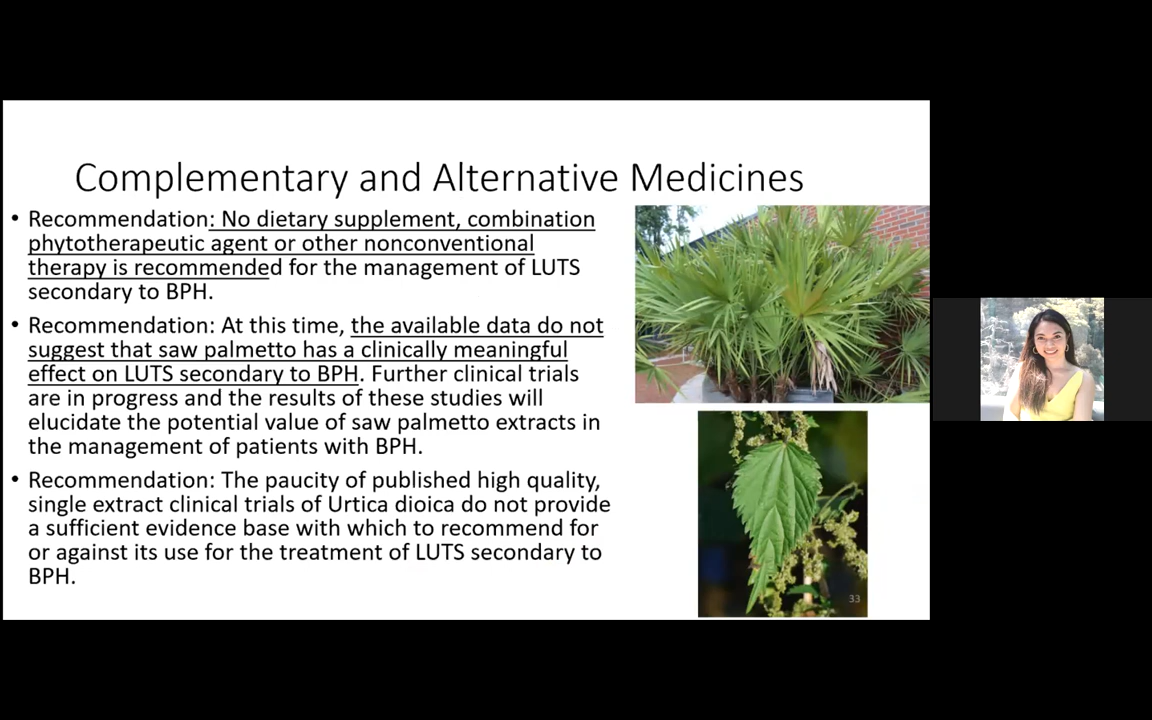 Complementary and Alternative Medicines
• Recommendation: No dietary supplement, combination
phytotherapeutic agent or other nonconventional
therapy is recommended for the management of LUTS
secondary to BPH.
• Recommendation: At this time, the available data do not
suggest that saw palmetto has a clinically meaningful
effect on LUTS secondary to BPH. Further clinical trials
are in progress and the results of these studies will
elucidate the potential value of saw palmetto extracts in
the management of patients with BPH.
• Recommendation: The paucity of published high quality,
single extract clinical trials of Urtica dioica do not provide
a sufficient evidence base with which to recommend for
or against its use for the treatment of LUTS secondary to
BPH.
33